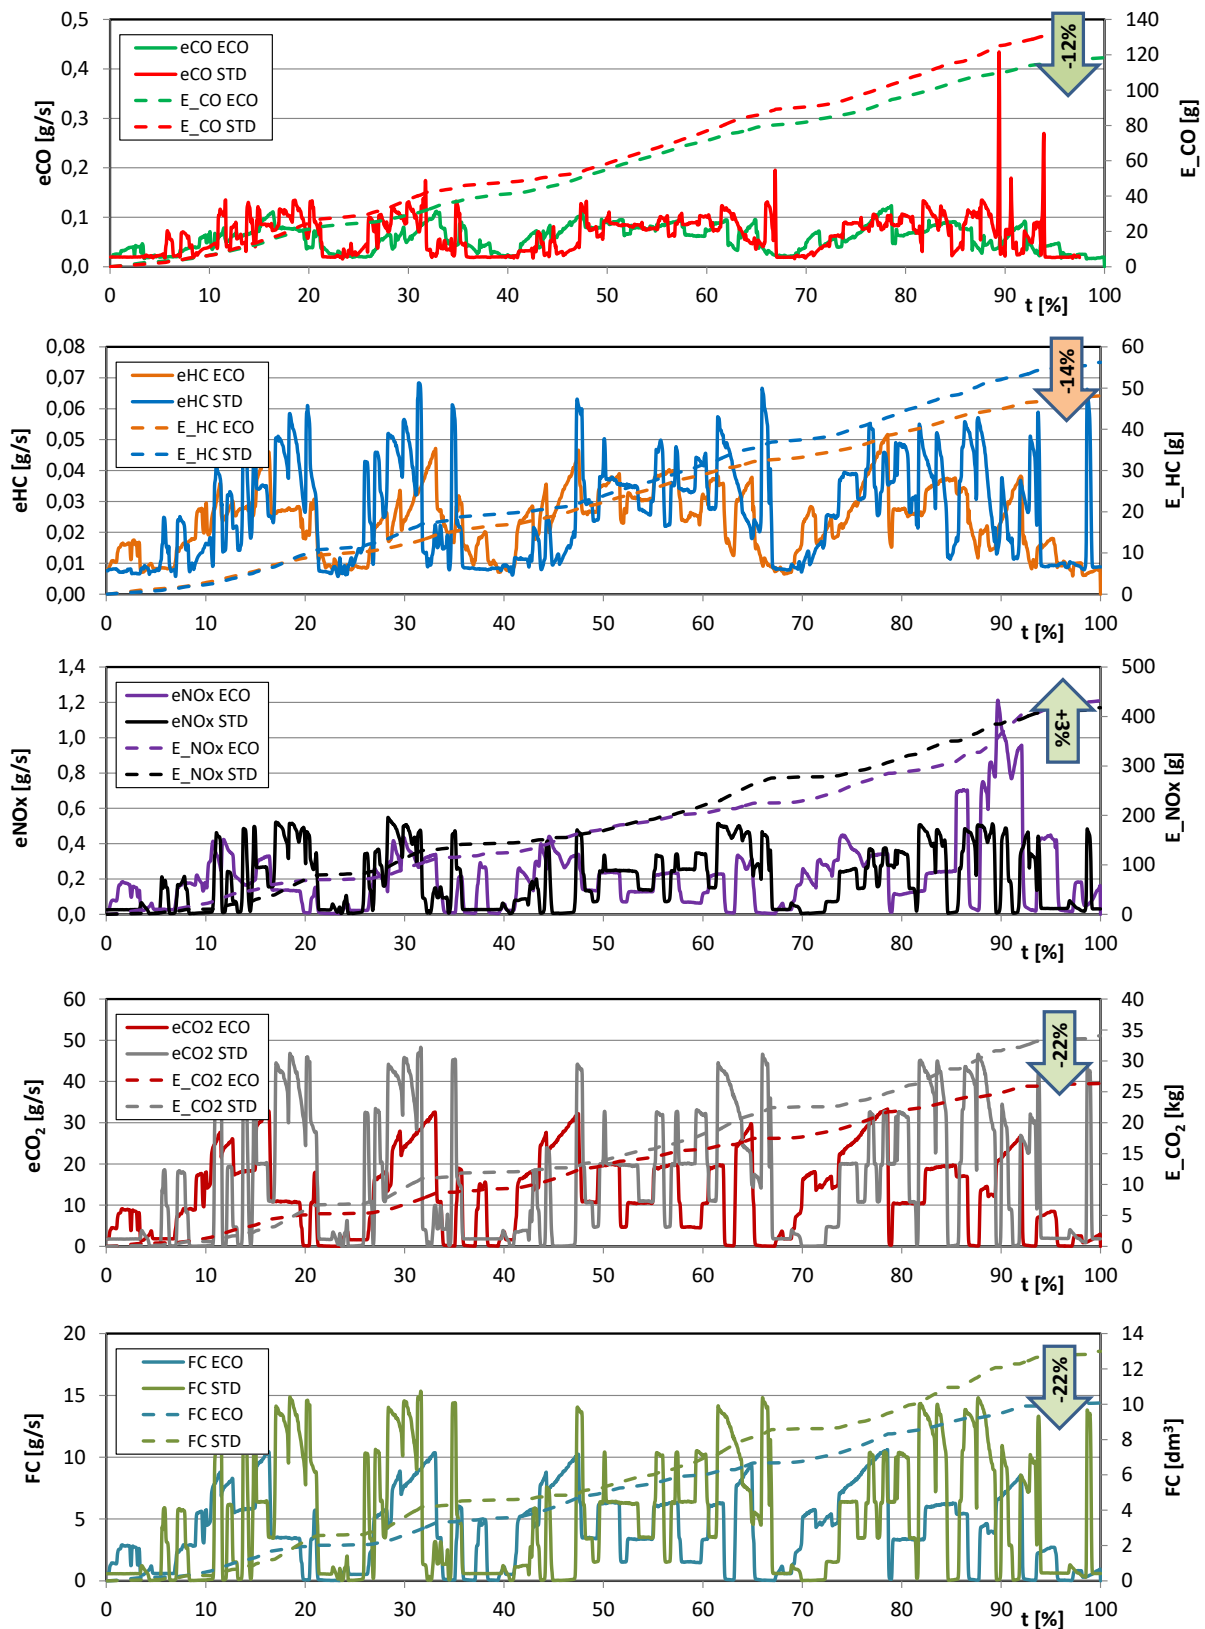 0,5
0,4
0,3
0,2
0,1
0,0
eCO [g/s]
eCO ECO
eCO STD
E_CO ECO
E_CO STD
-12%
140
120
100
80
60
40
20
0
E_CO [g]
0 10 20 30 40 50 60 70 80 90 100
t [%]
0,08
0,07
0,06
0,05
0,04
0,03
0,02
0,01
0,00
eHC [g/s]
eHC ECO
eHC STD
E_HC ECO
E_HC STD
-14%
60
50
40
30
20
10
0
E_HC [g]
0 10 20 30 40 50 60 70 80 90 100
t [%]
1,4
1,2
1,0
0,8
0,6
0,4
0,2
0,0
eNOx [g/s]
eNOx ECO
eNOx STD
E_NOx ECO
E_NOx STD
+3%
500
400
300
200
100
0
E_NOx [g]
0 10 20 30 40 50 60 70 80 90 100
t [%]
60
50
40
30
20
10
0
eCO₂ [g/s]
eCO2 ECO
eCO2 STD
E_CO2 ECO
E_CO2 STD
-22%
40
35
30
25
20
15
10
5
0
E_CO₂ [kg]
0 10 20 30 40 50 60 70 80 90 100
t [%]
20
15
10
5
0
FC [g/s]
FC ECO
FC STD
FC ECO
FC STD
-22%
14
12
10
8
6
4
2
0
FC [dm³]
0 10 20 30 40 50 60 70 80 90 100
t [%]